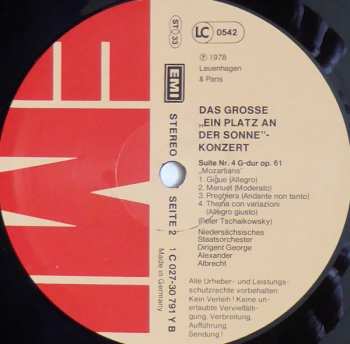 ST 33
LC 0542
℗ 1978
Leuenhagen
& Paris
EMI
EMI
STEREO SEITE 2 1 C 027-30 791 Y B
Made in Germany
DAS GROSSE
„EIN PLATZ AN
DER SONNE"-
KONZERT
Suite Nr. 4 G-dur op. 61
„Mozartiana"
1. Gigue (Allegro)
2. Menuet (Moderato)
3. Preghiera (Andante non tanto)
4. Thema con variazioni
(Allegro giusto)
(Peter Tschaikowsky)
Niedersächsisches
Staatsorchester
Dirigent George
Alexander
Albrecht
Alle Urheber- und Leistungs-
schutzrechte vorbehalten.
Kein Verleih! Keine un-
erlaubte Vervielfälti-
gung, Verbreitung,
Aufführung,
Sendung!